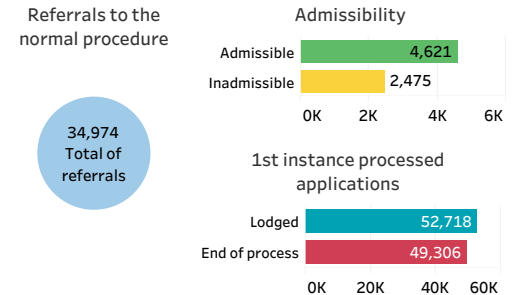 Referrals to the
normal procedure
34,974
Total of
referrals
Admissibility
Admissible 4,621
Inadmissible 2,475
0K 2K 4K 6K
1st instance processed
applications
Lodged 52,718
End of process 49,306
0K 20K 40K 60K